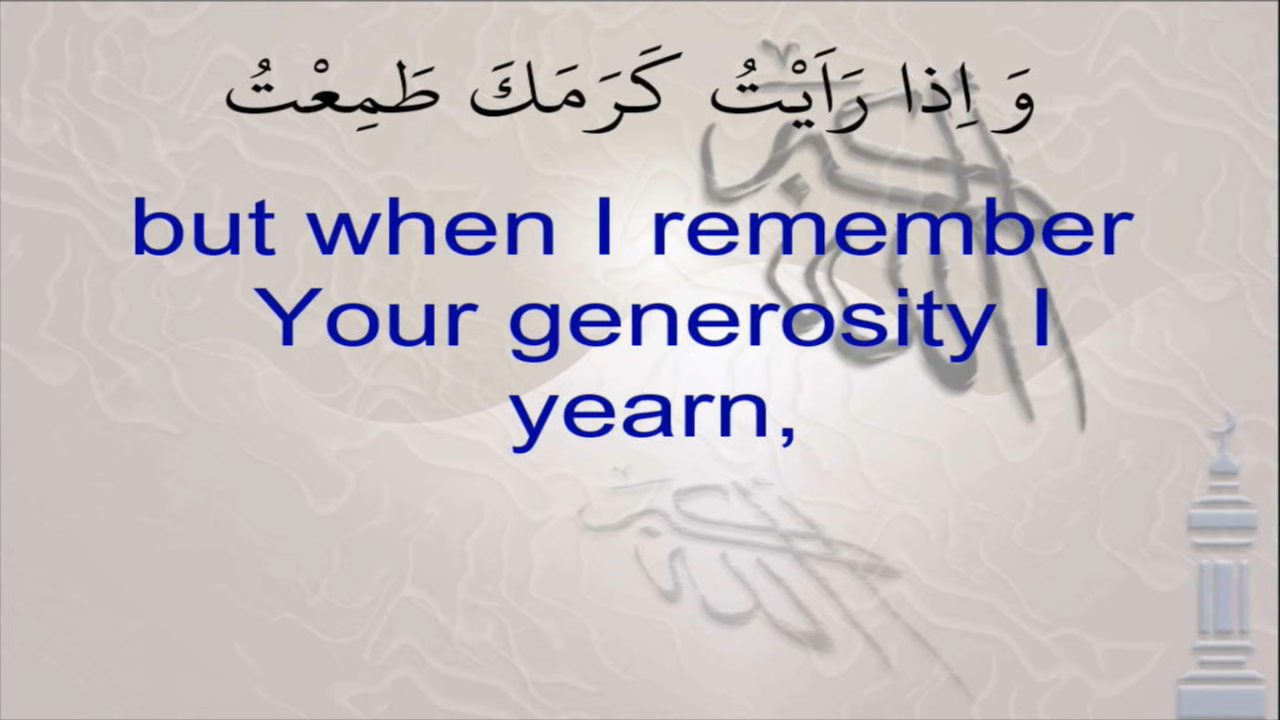 وَ اِذا رَاَيْتُ كَرَمَكَ طَمِعْتُ
but when I remember
Your generosity I
yearn,